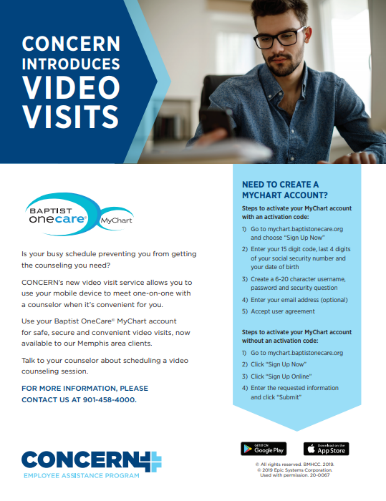 CONCERN
INTRODUCES
VIDEO
VISITS
BAPTIST
onecare®
MyChart
Is your busy schedule preventing you from getting
the counseling you need?
CONCERN's new video visit service allows you to
use your mobile device to meet one-on-one with
a counselor when it's convenient for you.
Use your Baptist OneCare® MyChart account
for safe, secure and convenient video visits, now
available to our Memphis area clients.
Talk to your counselor about scheduling a video
counseling session.
FOR MORE INFORMATION, PLEASE
CONTACT US AT 901-458-4000.
NEED TO CREATE A
MYCHART ACCOUNT?
Steps to activate your MyChart account
with an activation code:
1) Go to mychart.baptistonecare.org
and choose "Sign Up Now"
2) Enter your 15 digit code, last 4 digits
of your social security number and
your date of birth
3) Create a 6-20 character username,
password and security question
4) Enter your email address (optional)
5) Accept user agreement
Steps to activate your MyChart account
without an activation code:
1) Go to mychart.baptistonecare.org
2) Click "Sign Up Now"
3) Click "Sign Up Online"
4) Enter the requested information
and click "Submit"
CONCERN
EMPLOYEE ASSISTANCE PROGRAM
GET IT ON
Google Play
Download on the
App Store
© All rights reserved. BMHCC. 2019.
© 2019 Epic Systems Corporation.
Used with permission. 20-0067